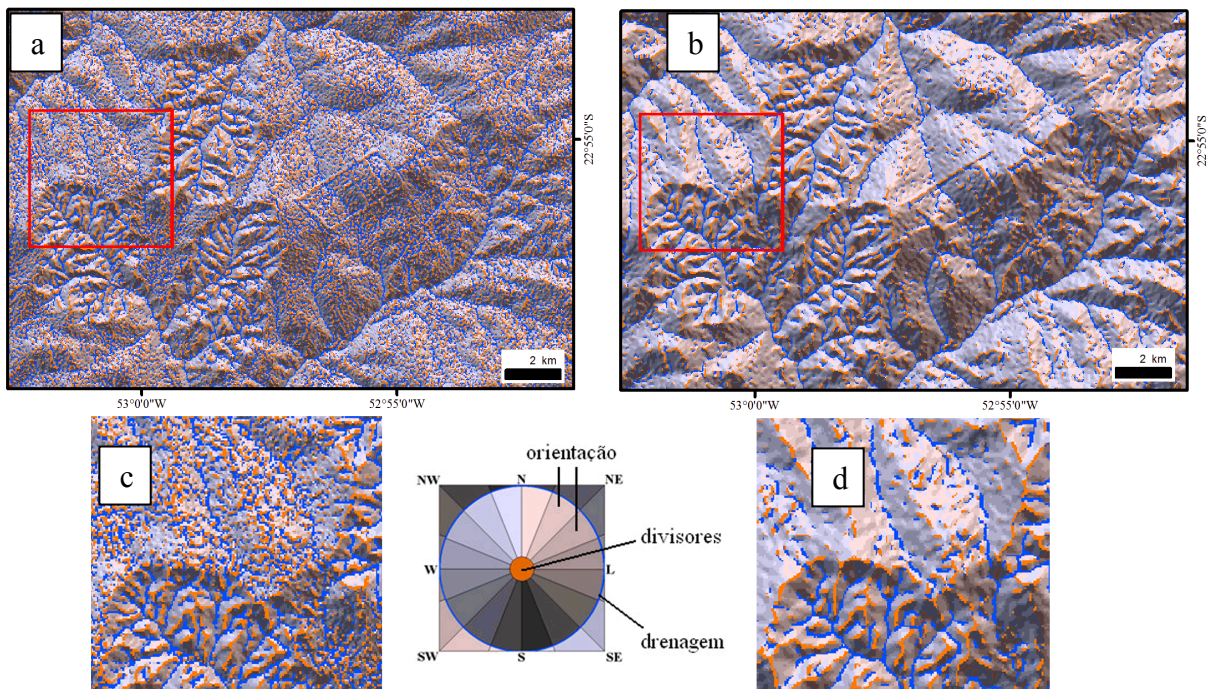 a
b
22°55'0"S
22°55'0"S
2 km
2 km
53°0'0"W
52°55'0"W
53°0'0"W
52°55'0"W
c
d
orientação
NW
N
NE
divisores
W
L
drenagem
SW
S
SE